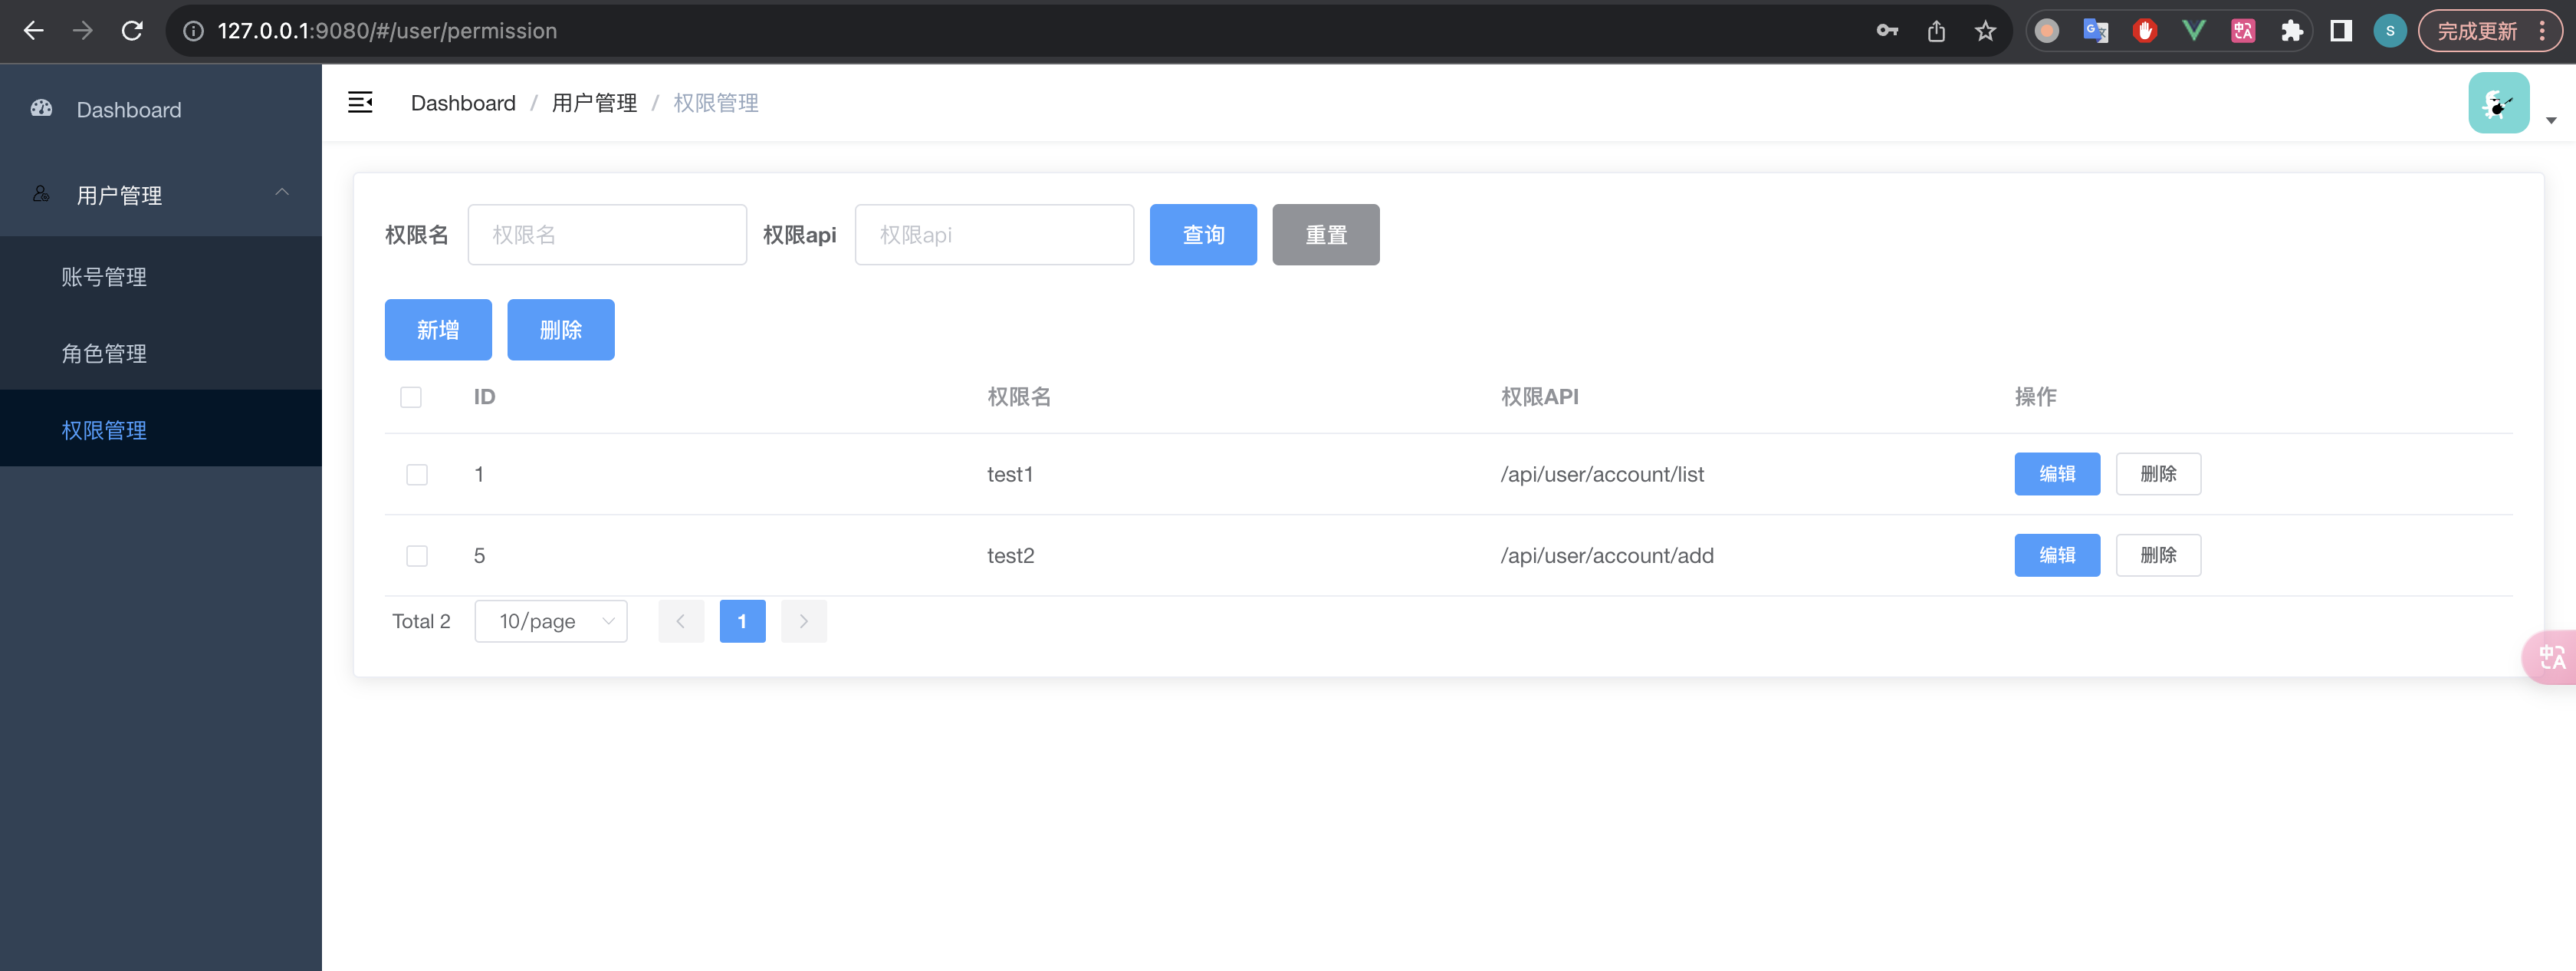 127.0.0.1:9080/#/user/permission
S
完成更新
Dashboard
用户管理
账号管理
角色管理
权限管理
Dashboard / 用户管理 / 权限管理
权限名 权限名 权限api 权限api 查询 重置
新增 删除
ID 权限名 权限API 操作
1 test1 /api/user/account/list 编辑 删除
5 test2 /api/user/account/add 编辑 删除
Total 2 10/page 1
中A